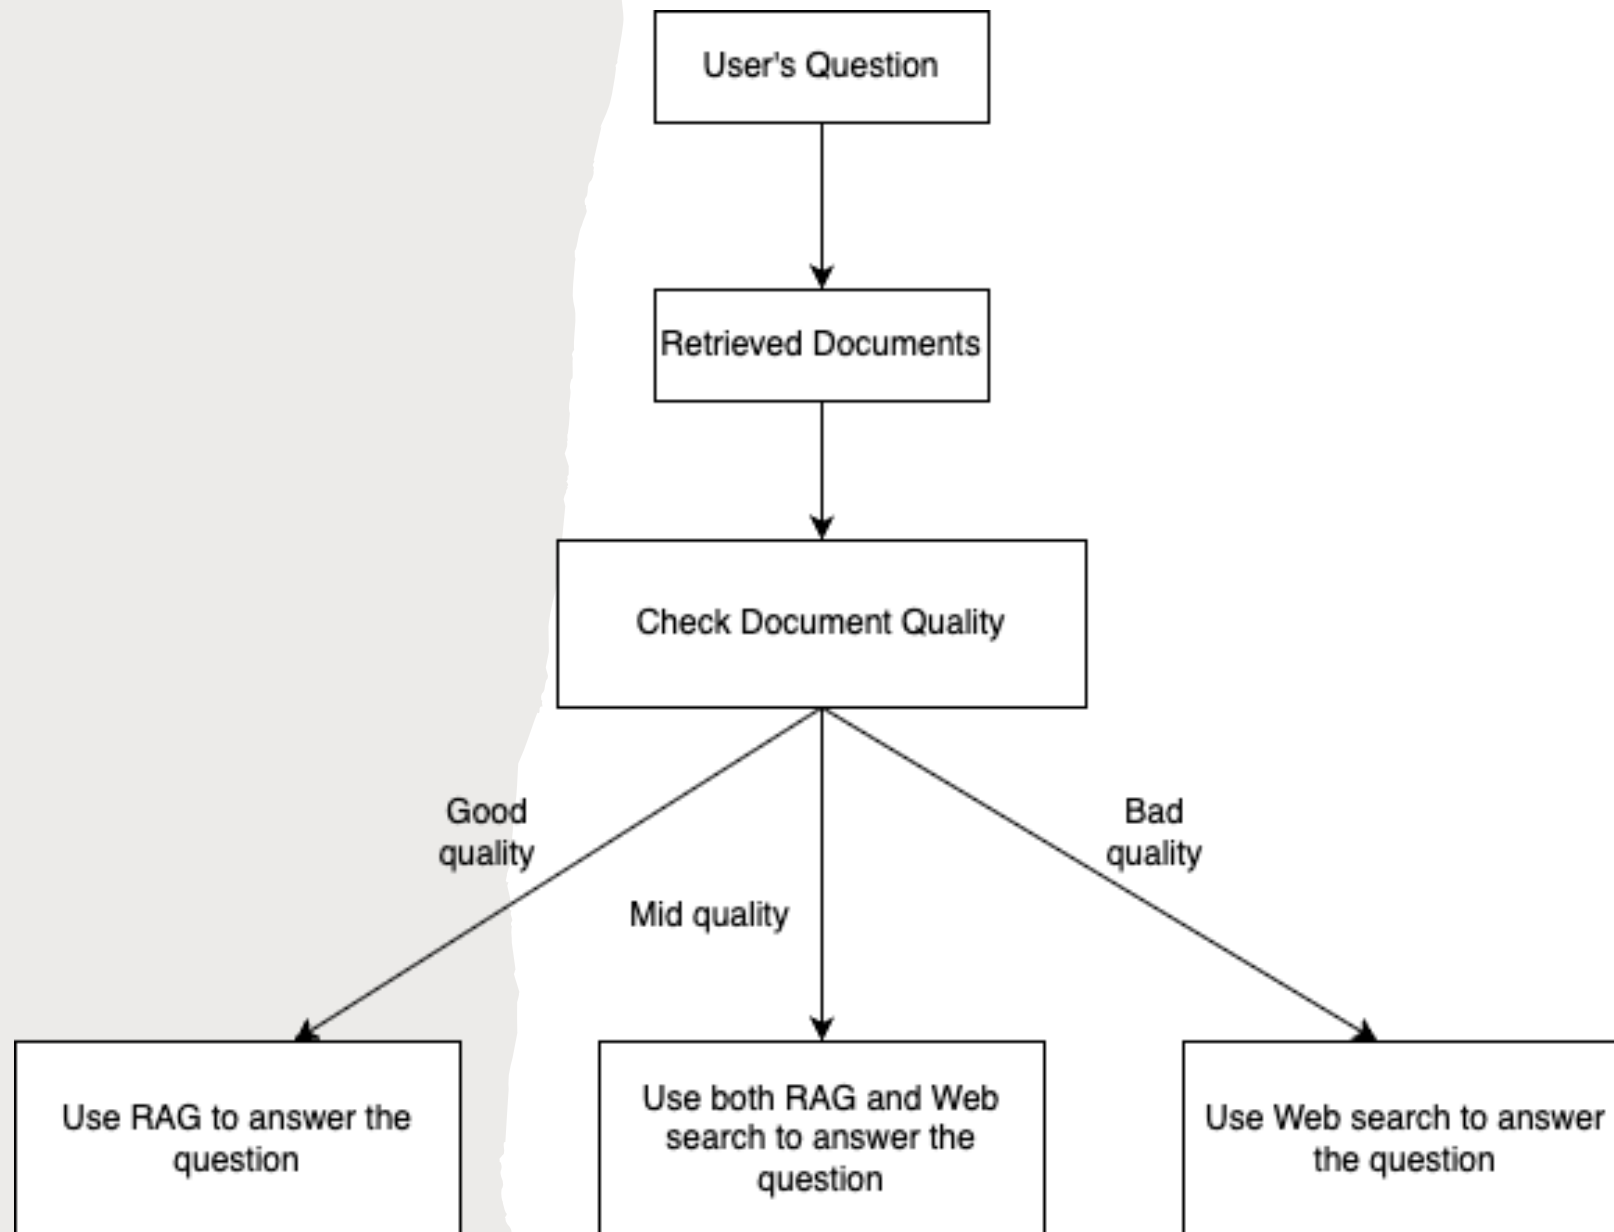 User's Question
Retrieved Documents
Check Document Quality
Good
quality
Mid quality
Bad
quality
Use RAG to answer the
question
Use both RAG and Web
search to answer the
question
Use Web search to answer
the question